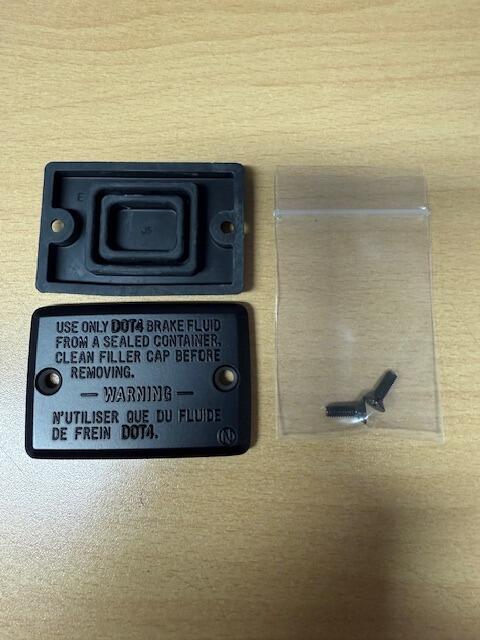 E
J5
USE ONLY DOT4 BRAKE FLUID
FROM A SEALED CONTAINER.
CLEAN FILLER CAP BEFORE
REMOVING.
— WARNING —
N'UTILISER QUE DU FLUIDE
DE FREIN DOT4.
N